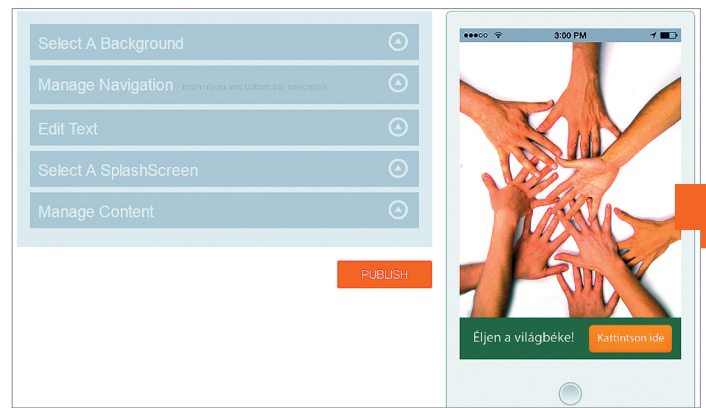 Select A Background
Manage Navigation - main menu and bottom bar navigation
Edit Text
Select A SplashScreen
Manage Content
PUBLISH
3:00 PM
Éljen a világbéke!
Kattintson ide